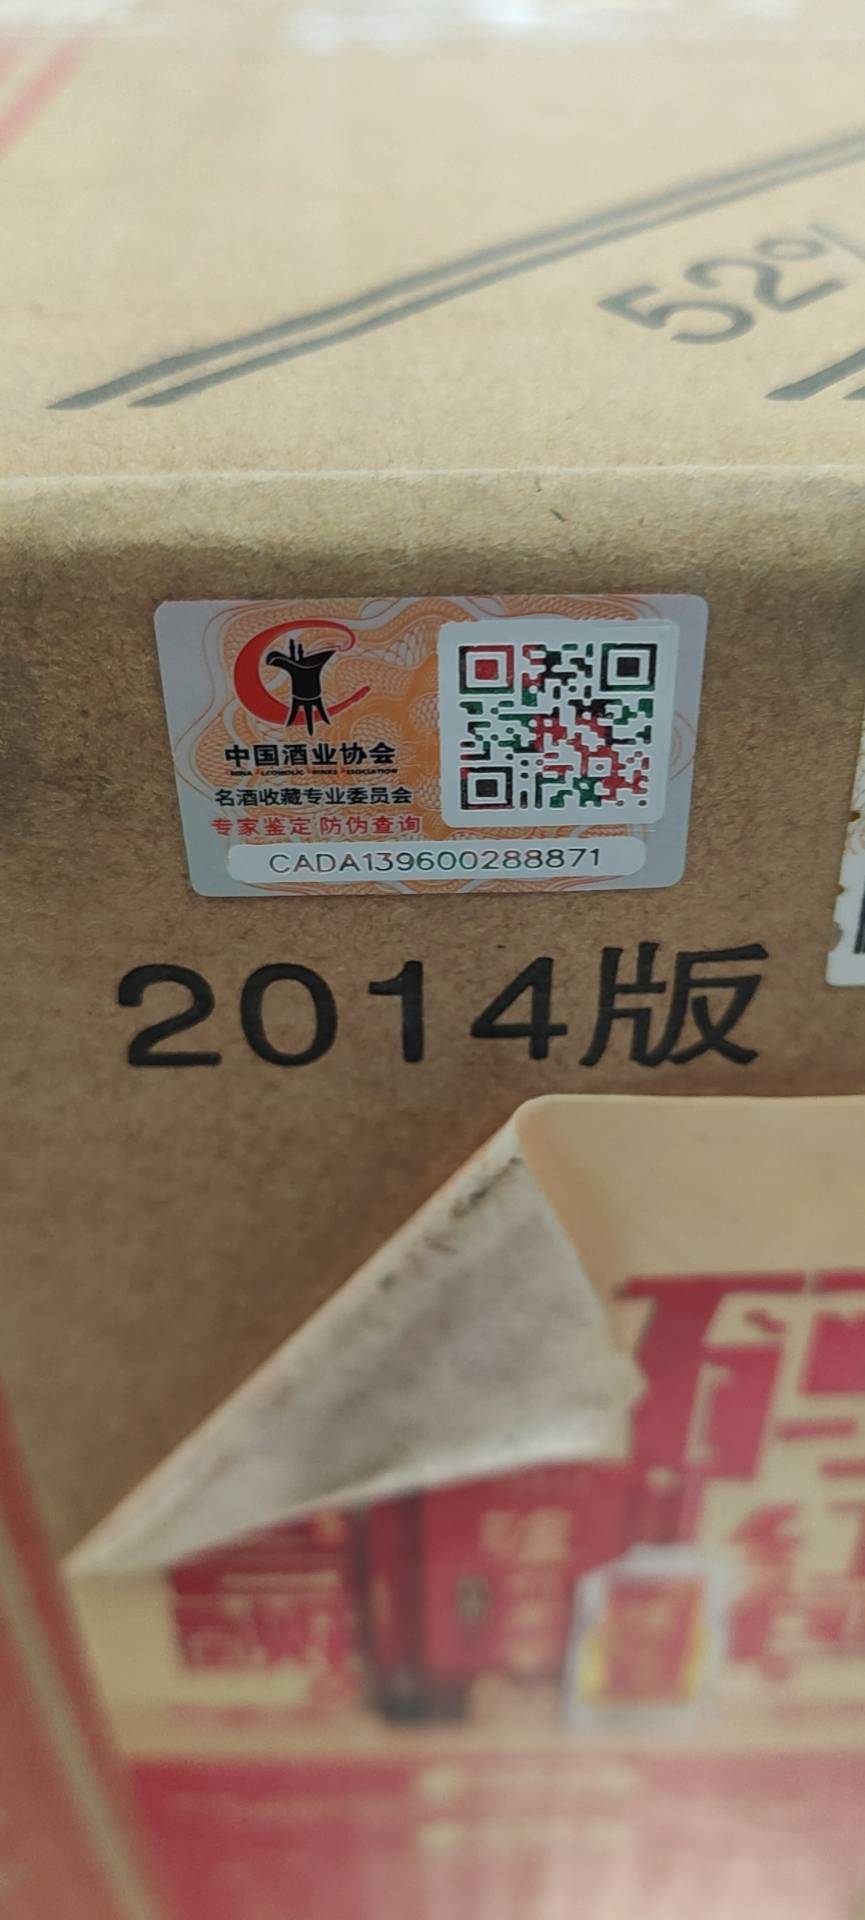 52%
中国酒业协会
CHINA ALCOHOLIC DRINKS ASSOCIATION
名酒收藏专业委员会
专家鉴定 防伪查询
CADA139600288871
2014版